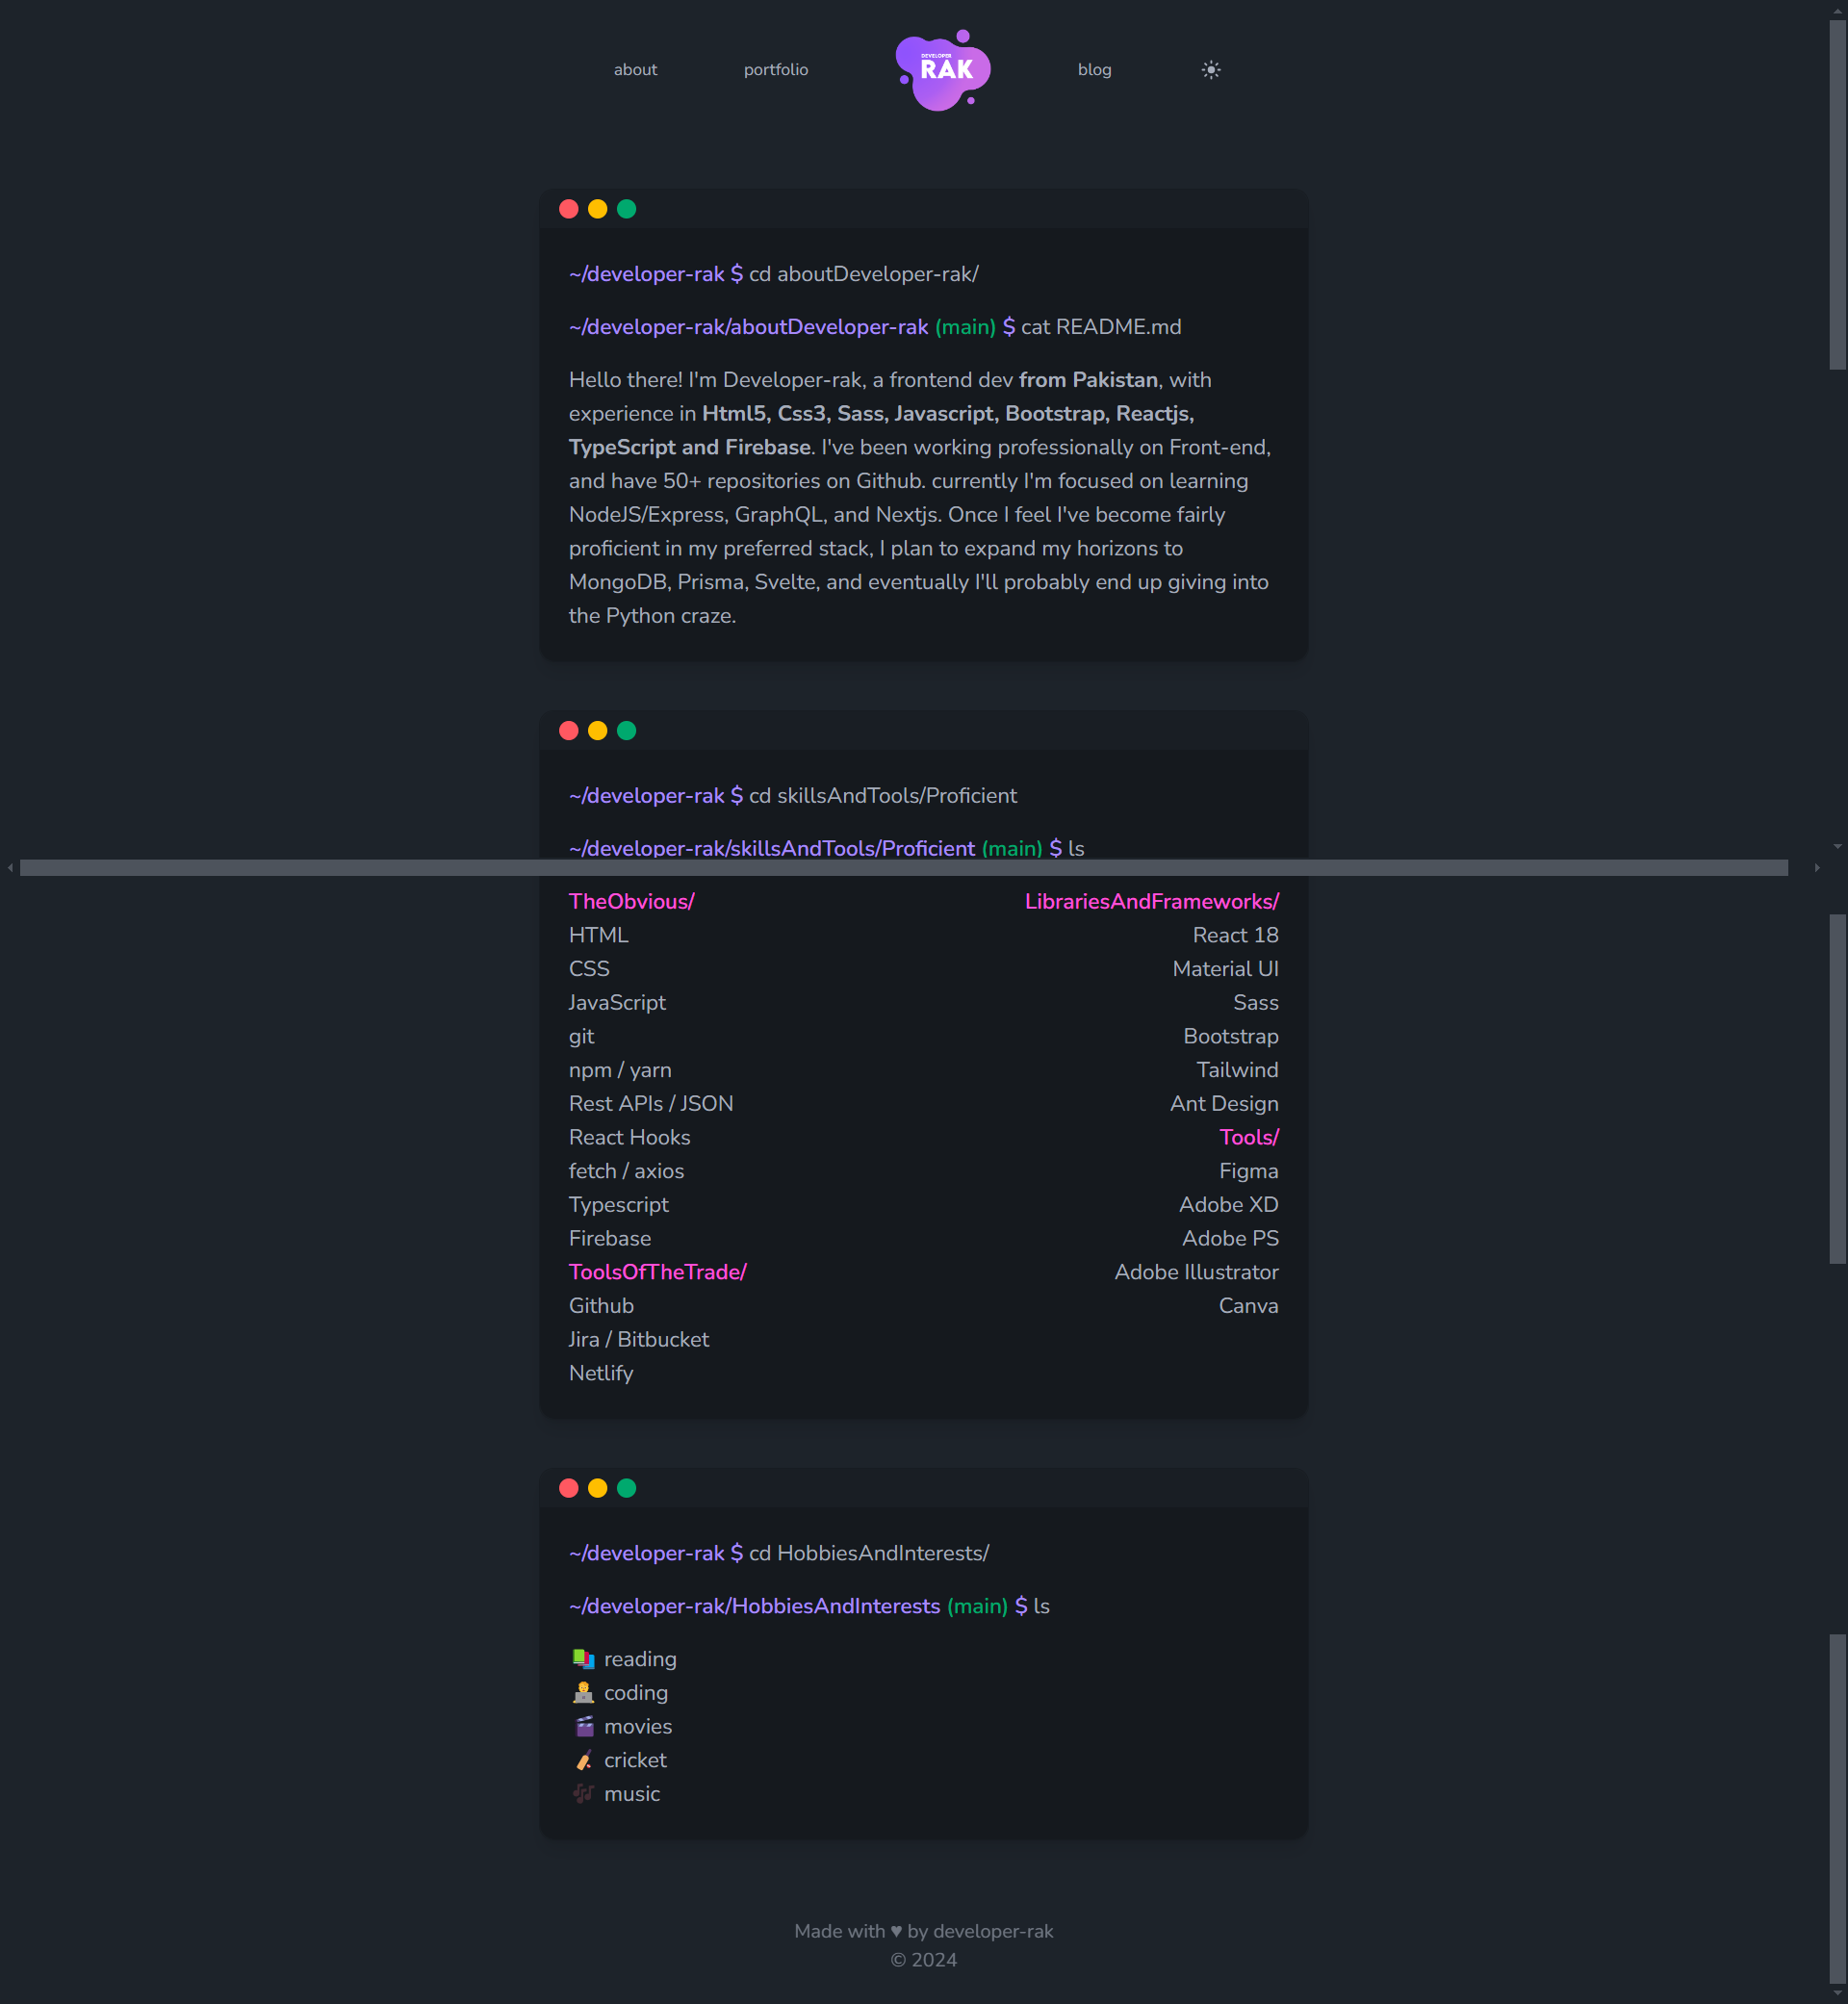 about
portfolio
DEVELOPER
RAK
blog
~/developer-rak $ cd aboutDeveloper-rak/
~/developer-rak/aboutDeveloper-rak (main) $ cat README.md
Hello there! I'm Developer-rak, a frontend dev from Pakistan, with
experience in Html5, Css3, Sass, Javascript, Bootstrap, Reactjs,
TypeScript and Firebase. I've been working professionally on Front-end,
and have 50+ repositories on Github. currently I'm focused on learning
NodeJS/Express, GraphQL, and Nextjs. Once I feel I've become fairly
proficient in my preferred stack, I plan to expand my horizons to
MongoDB, Prisma, Svelte, and eventually I'll probably end up giving into
the Python craze.
~/developer-rak $ cd skillsAndTools/Proficient
~/developer-rak/skillsAndTools/Proficient (main) $ ls
TheObvious/
HTML
CSS
JavaScript
git
npm / yarn
Rest APIs / JSON
React Hooks
fetch / axios
Typescript
Firebase
ToolsOfTheTrade/
Github
Jira / Bitbucket
Netlify
LibrariesAndFrameworks/
React 18
Material UI
Sass
Bootstrap
Tailwind
Ant Design
Tools/
Figma
Adobe XD
Adobe PS
Adobe Illustrator
Canva
~/developer-rak $ cd HobbiesAndInterests/
~/developer-rak/HobbiesAndInterests (main) $ ls
📚 reading
👨‍💻 coding
🎬 movies
🏏 cricket
🎶 music
Made with ♥ by developer-rak
© 2024